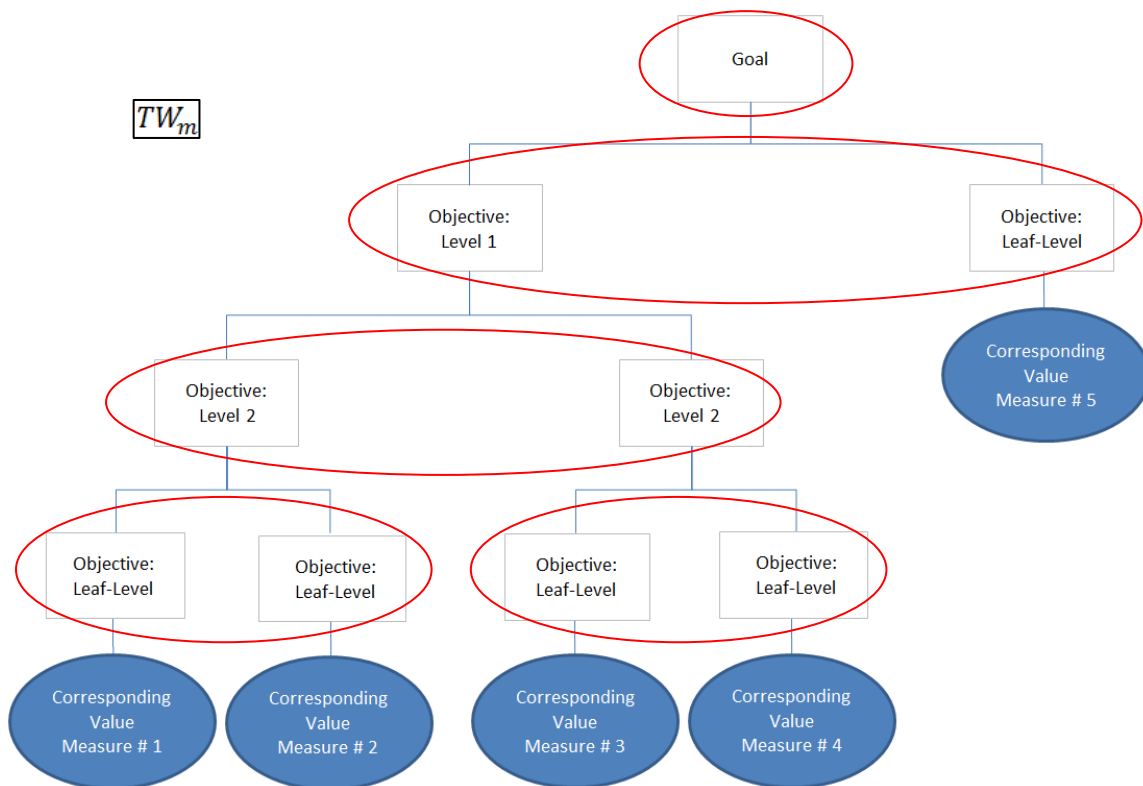 Goal
TWm
Objective:
Level 1
Objective:
Leaf-Level
Corresponding
Value
Measure # 5
Objective:
Level 2
Objective:
Level 2
Objective:
Leaf-Level
Objective:
Leaf-Level
Objective:
Leaf-Level
Objective:
Leaf-Level
Corresponding
Value
Measure # 1
Corresponding
Value
Measure # 2
Corresponding
Value
Measure # 3
Corresponding
Value
Measure # 4